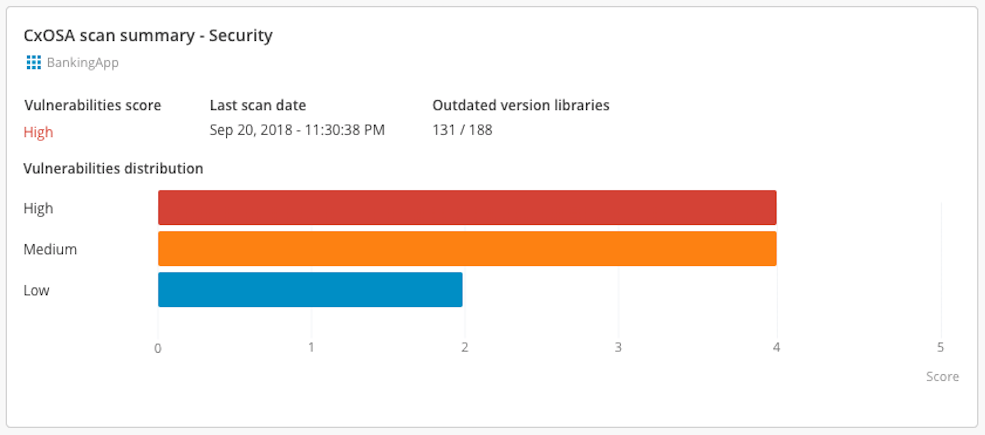 CxOSA scan summary - Security
BankingApp
Vulnerabilities score Last scan date Outdated version libraries
High Sep 20, 2018 - 11:30:38 PM 131 / 188
Vulnerabilities distribution
High
Medium
Low
0 1 2 3 4 5
Score